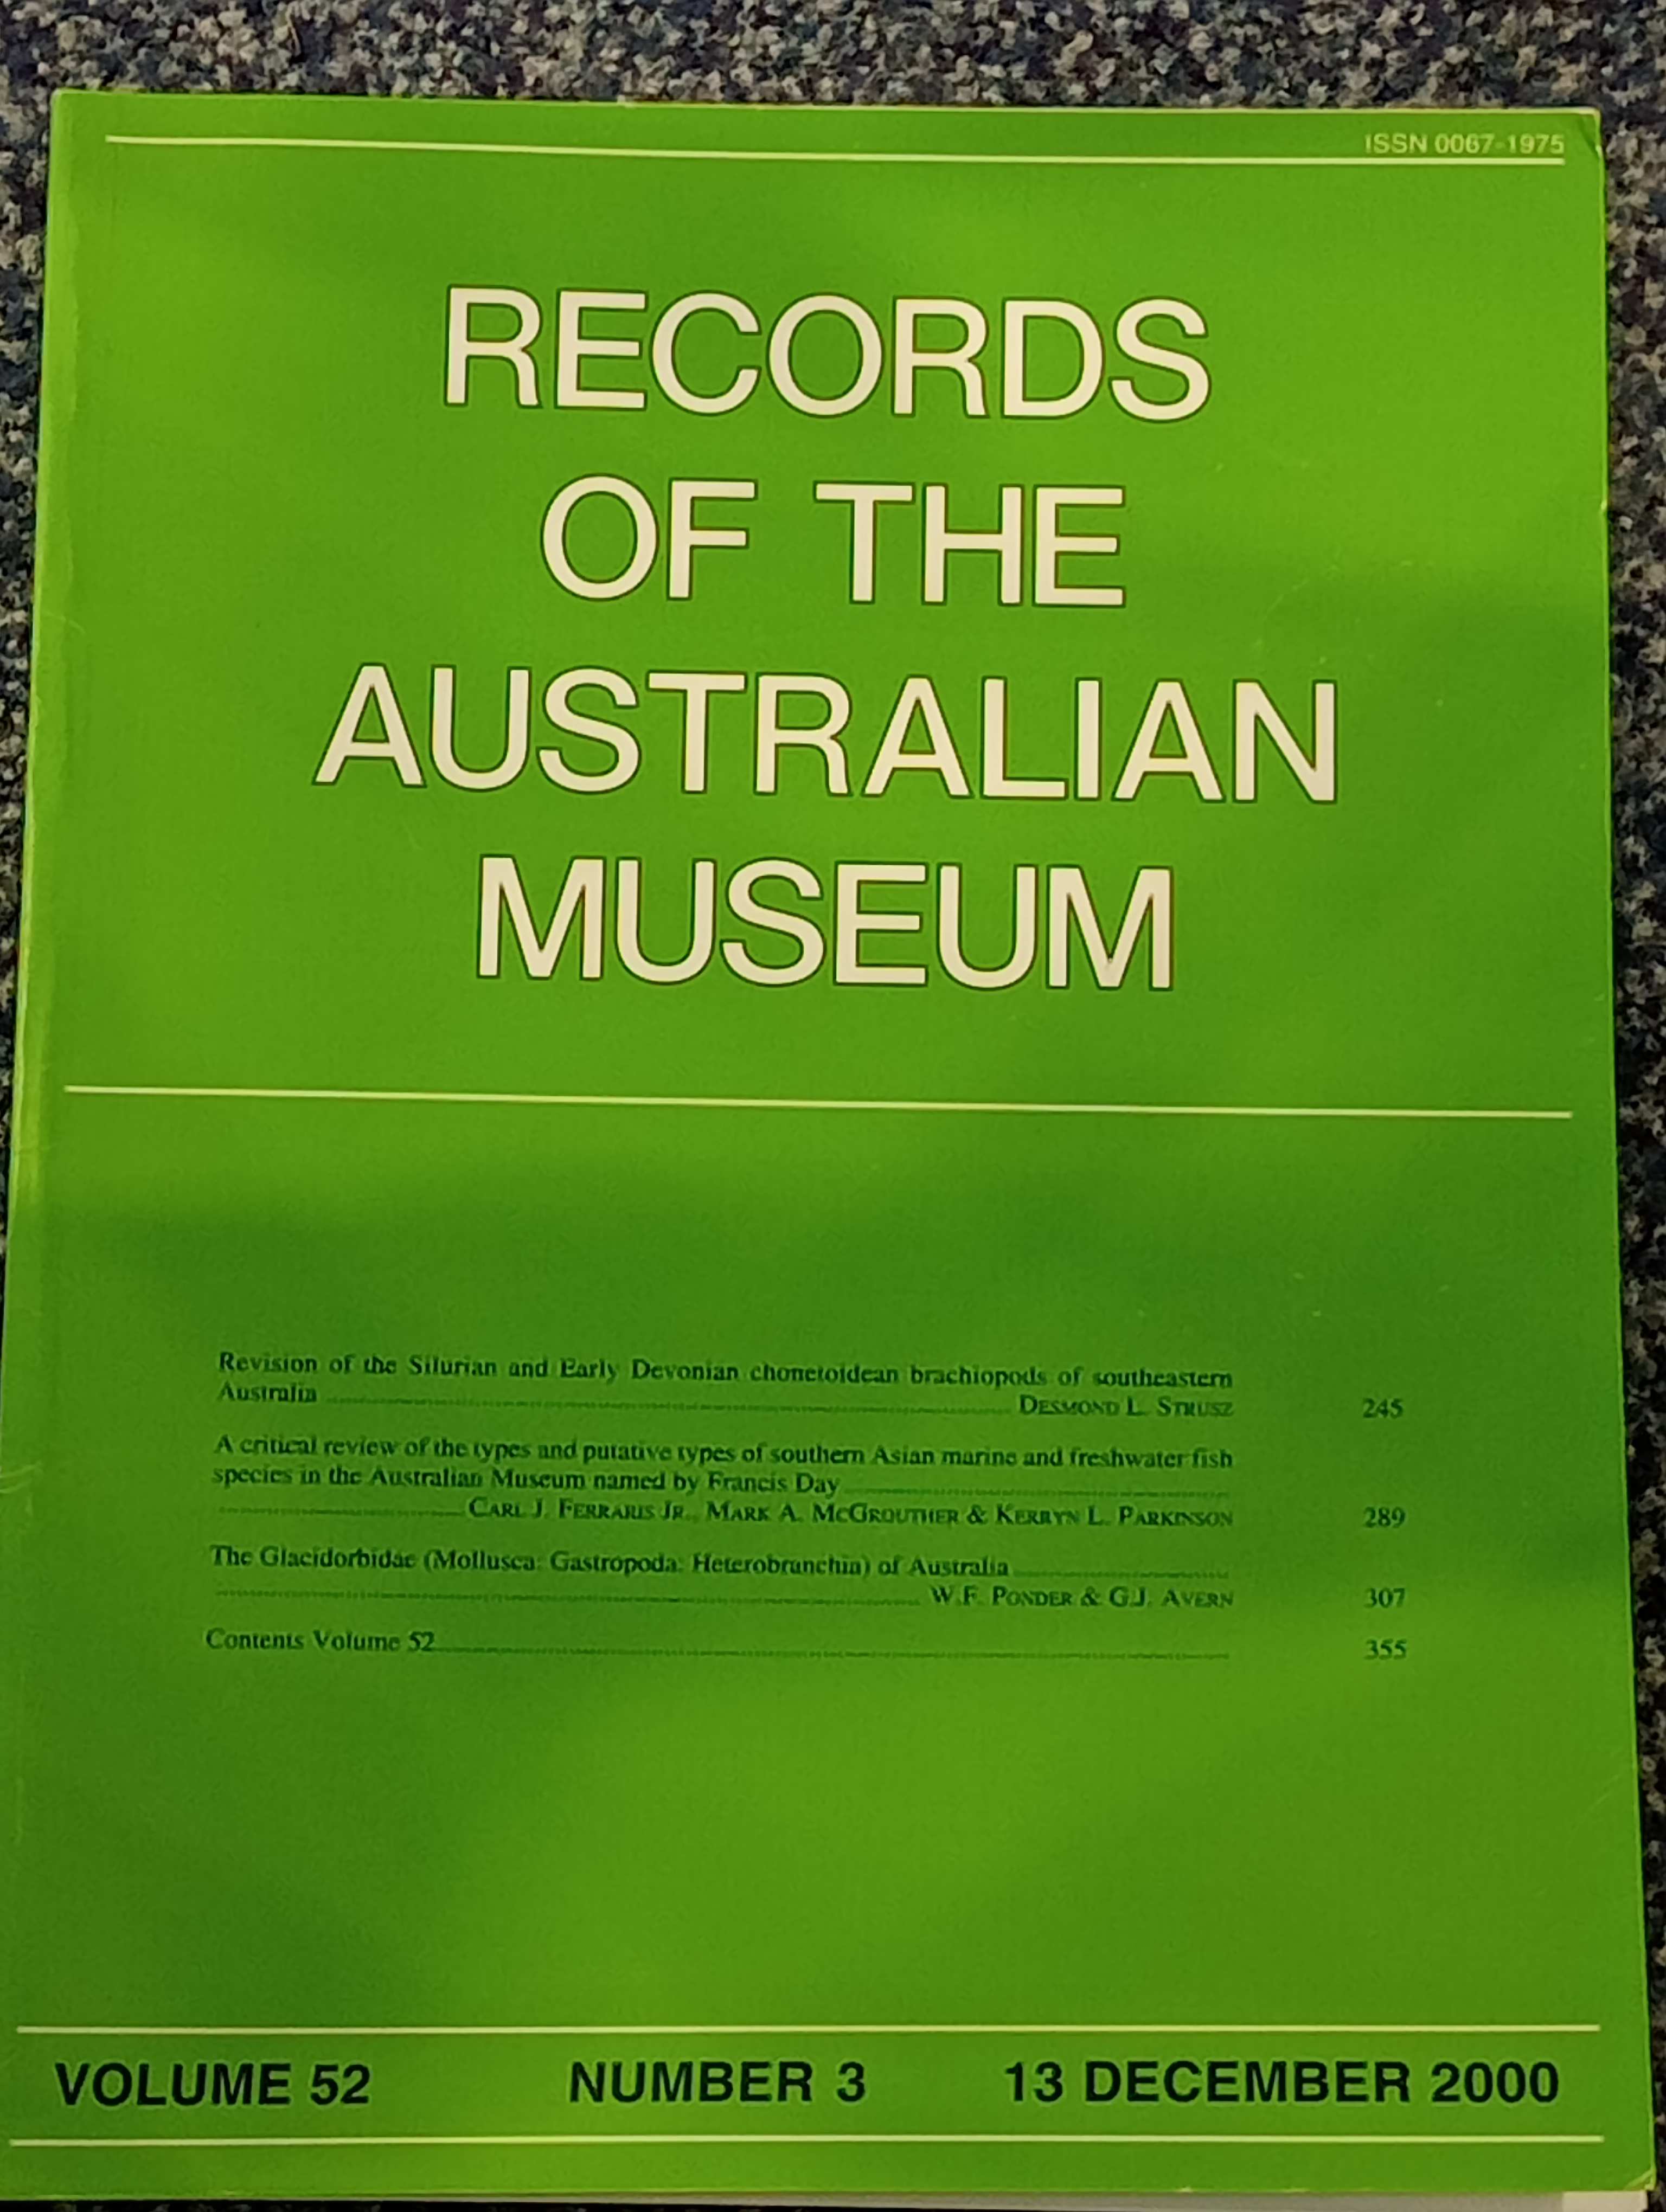 ISSN 0067-1975
RECORDS
OF THE
AUSTRALIAN
MUSEUM
Revision of the Silurian and Early Devonian chonetoidean brachiopods of southeastern
Australia ........ DESMOND L. STRUSZ 245
A critical review of the types and putative types of southern Asian marine and freshwater fish
species in the Australian Museum named by Francis Day ........
........ CARL J. FERRARIS JR., MARK A. MCGROUTHER & KERRYN L. PARKINSON 289
The Glacidorbidae (Mollusca: Gastropoda: Heterobranchia) of Australia ........
........ W.F. PONDER & G.J. AVERN 307
Contents Volume 52 ........ 355
VOLUME 52 NUMBER 3 13 DECEMBER 2000